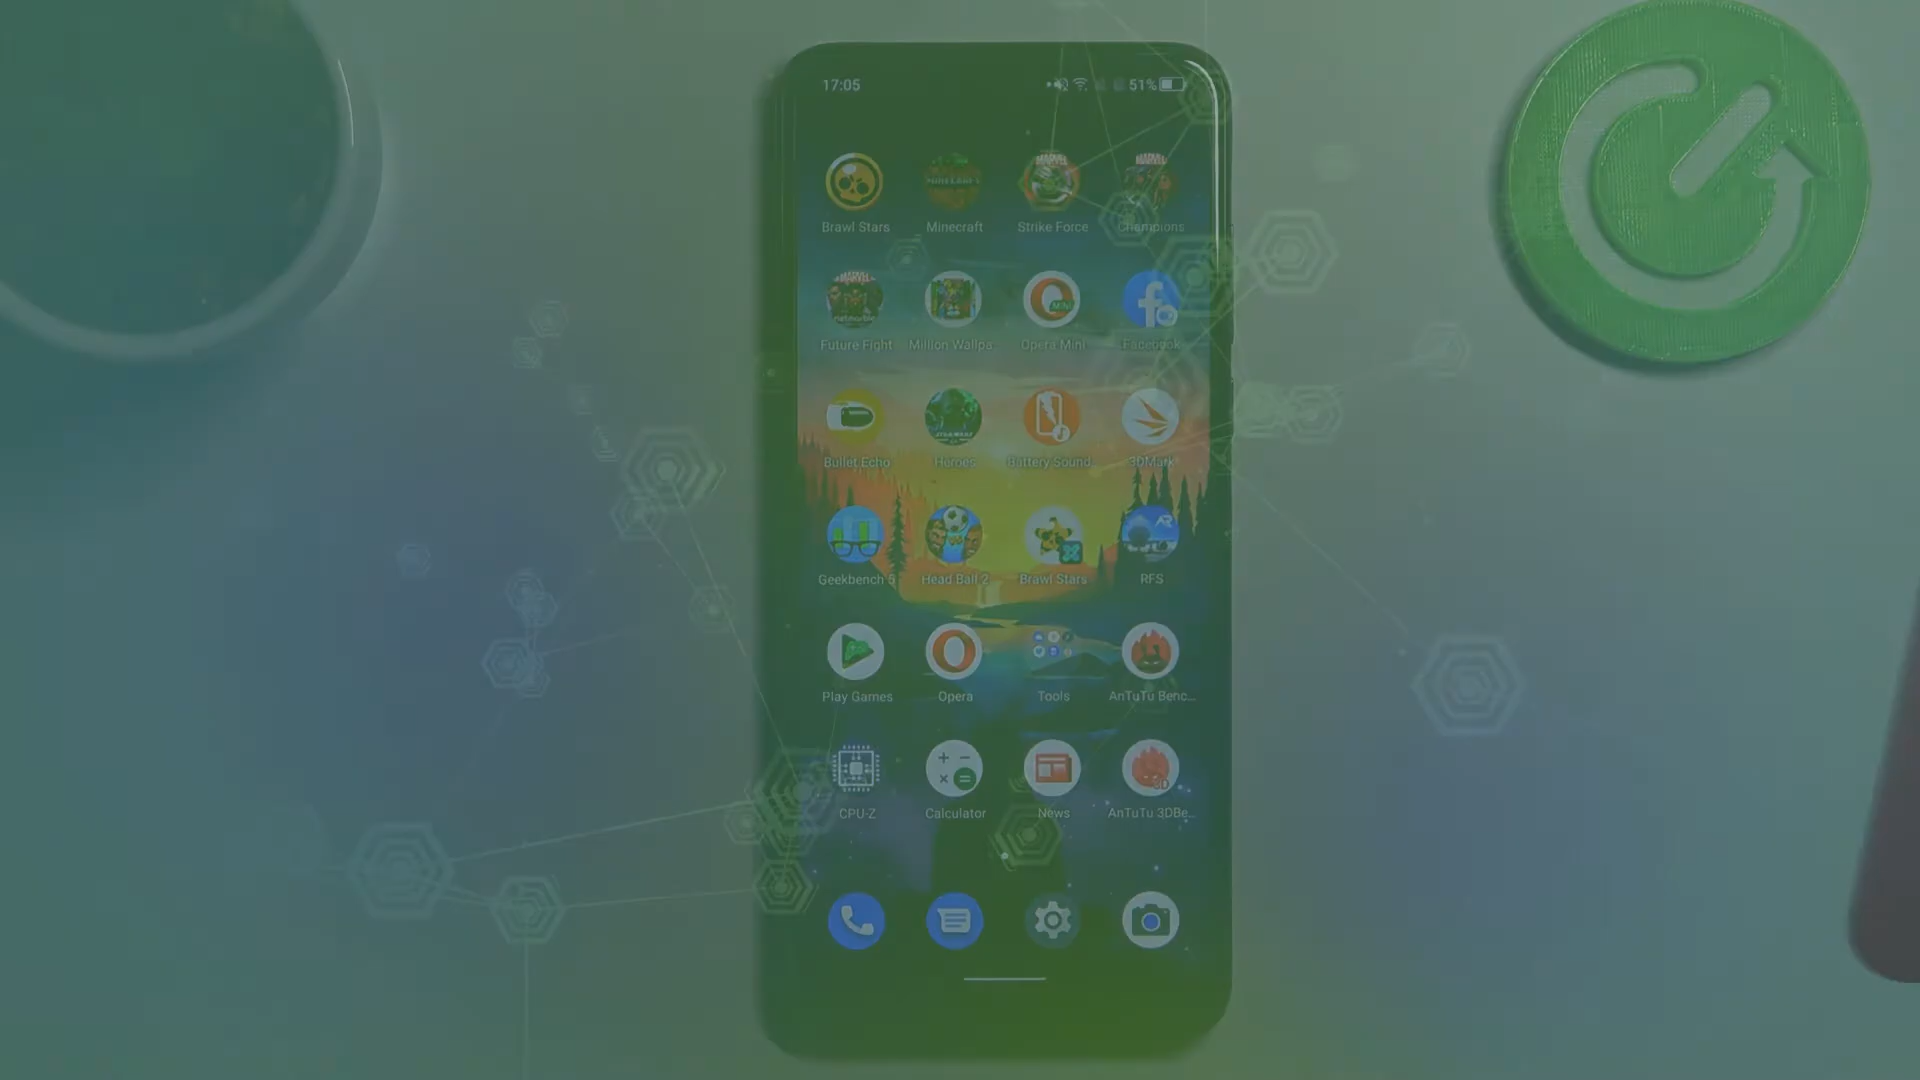 17:05 51%
Brawl Stars Minecraft Strike Force Champions
Future Fight Million Wallpa.. Opera Mini Facebook
Bullet Echo Heroes Battery Sound.. 3DMark
Geekbench 5 Head Ball 2 Brawl Stars RFS
Play Games Opera Tools AnTuTu Benc...
CPU-Z Calculator News AnTuTu 3DBe...